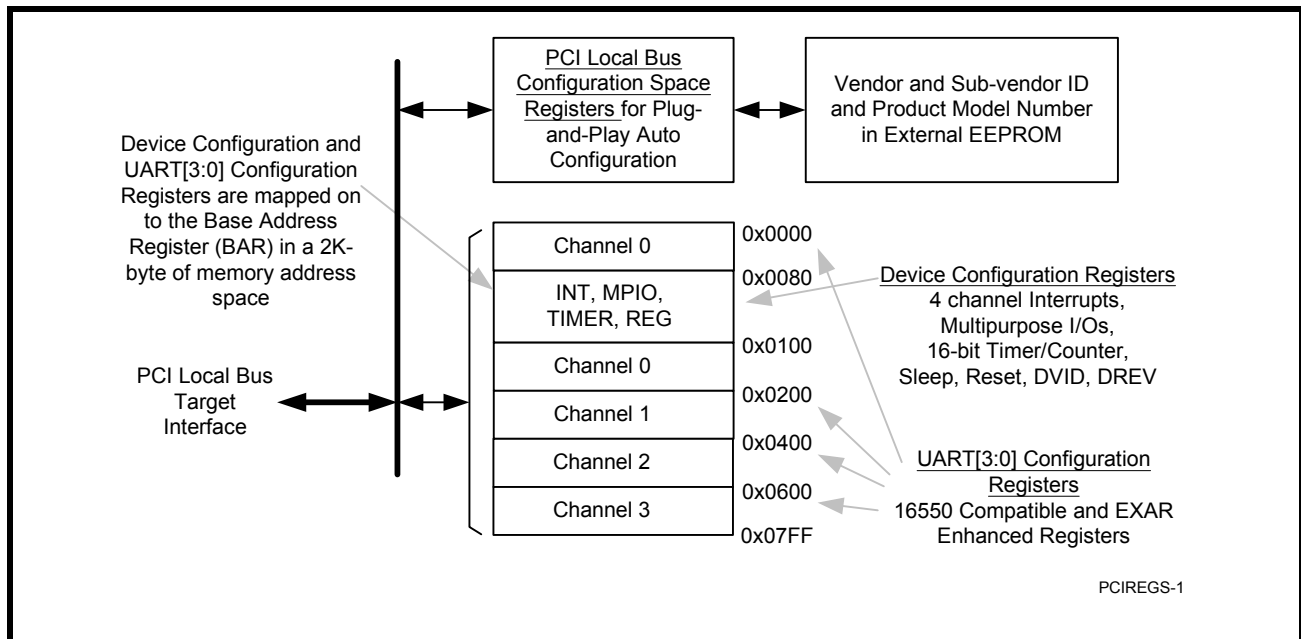 PCI Local Bus
Configuration Space
Registers for Plug-
and-Play Auto
Configuration
Vendor and Sub-vendor ID
and Product Model Number
in External EEPROM
Device Configuration and
UART[3:0] Configuration
Registers are mapped on
to the Base Address
Register (BAR) in a 2K-
byte of memory address
space
PCI Local Bus
Target
Interface
Channel 0
INT, MPIO,
TIMER, REG
Channel 0
Channel 1
Channel 2
Channel 3
0x0000
0x0080
0x0100
0x0200
0x0400
0x0600
0x07FF
Device Configuration Registers
4 channel Interrupts,
Multipurpose I/Os,
16-bit Timer/Counter,
Sleep, Reset, DVID, DREV
UART[3:0] Configuration
Registers
16550 Compatible and EXAR
Enhanced Registers
PCIREGS-1